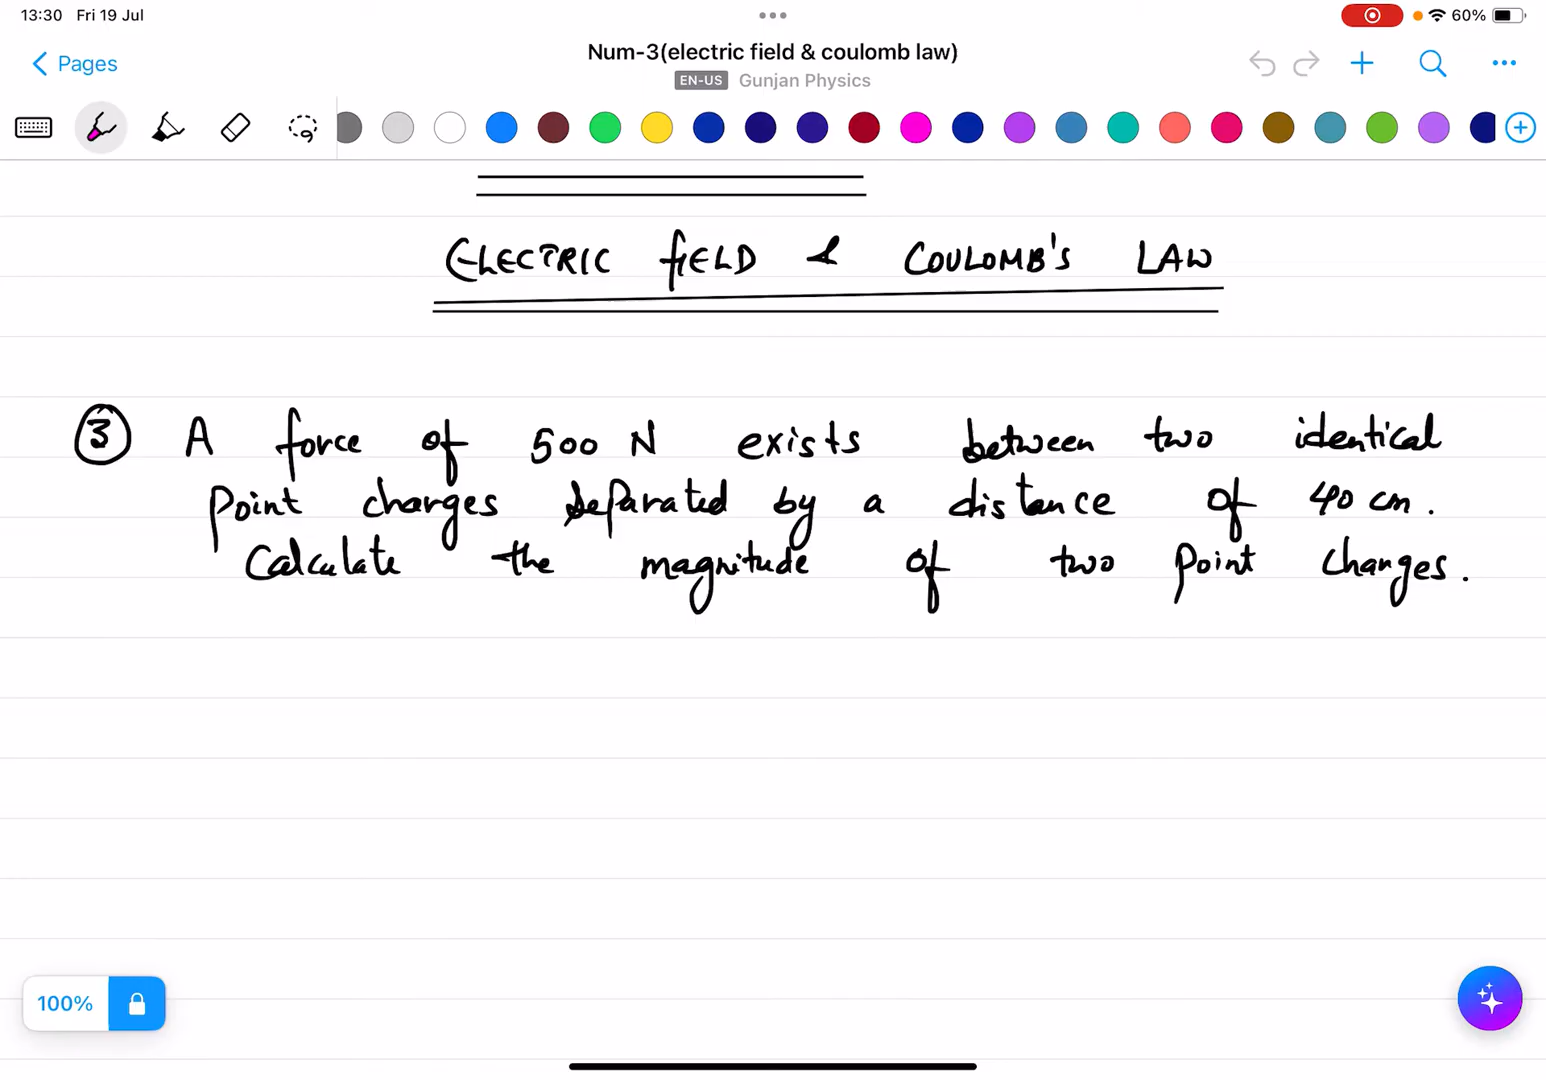 13:30 Fri 19 Jul
60%
Pages
Num-3(electric field & coulomb law)
EN-US Gunjan Physics
ELECTRIC fIELD & COULOMB'S LAW
3 A force of 500 N exists between two identical
Point charges separated by a distance of 40 cm.
Calculate the magnitude of two Point changes.
100%